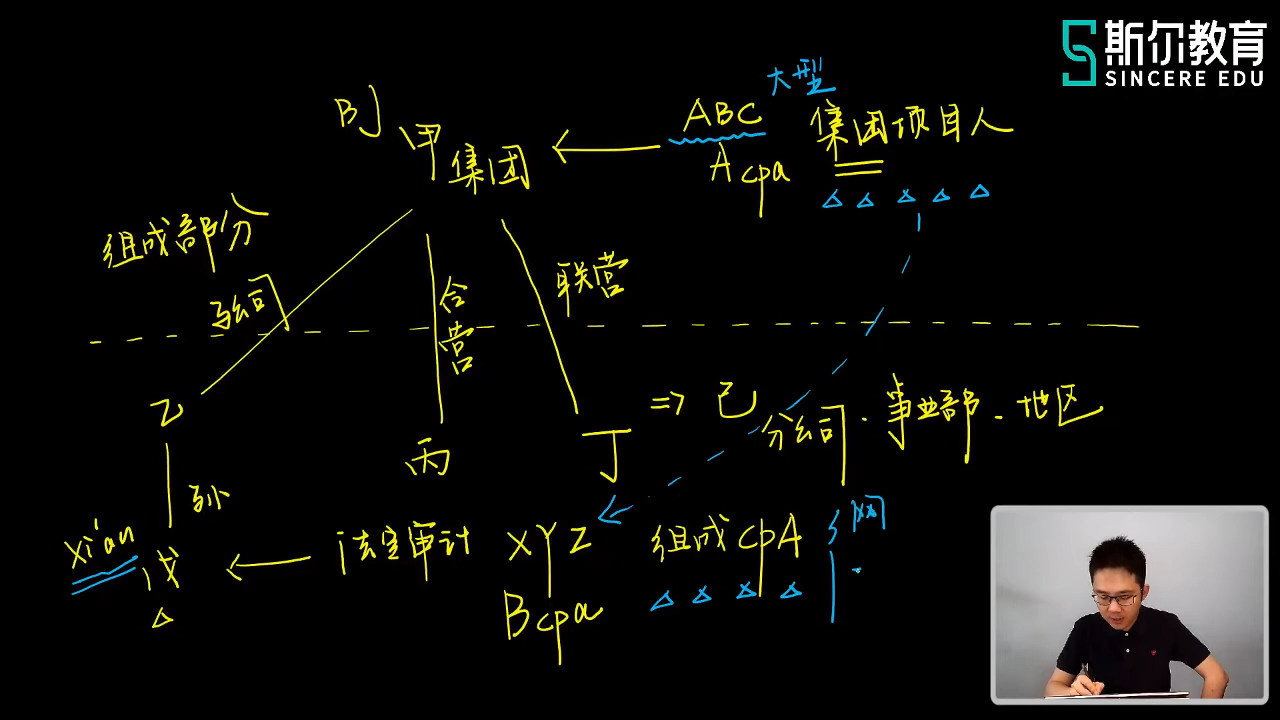 斯尔教育
SINCERE EDU
大型
BJ
甲集团
ABC
集团项目人
Acpa
组成部分
子公司
合营
联营
乙
丙
丁
=> 己
分公司·事业部-地区
孙
xi'an
戊
法定审计
XYZ
组成CPA
网
Bcpa